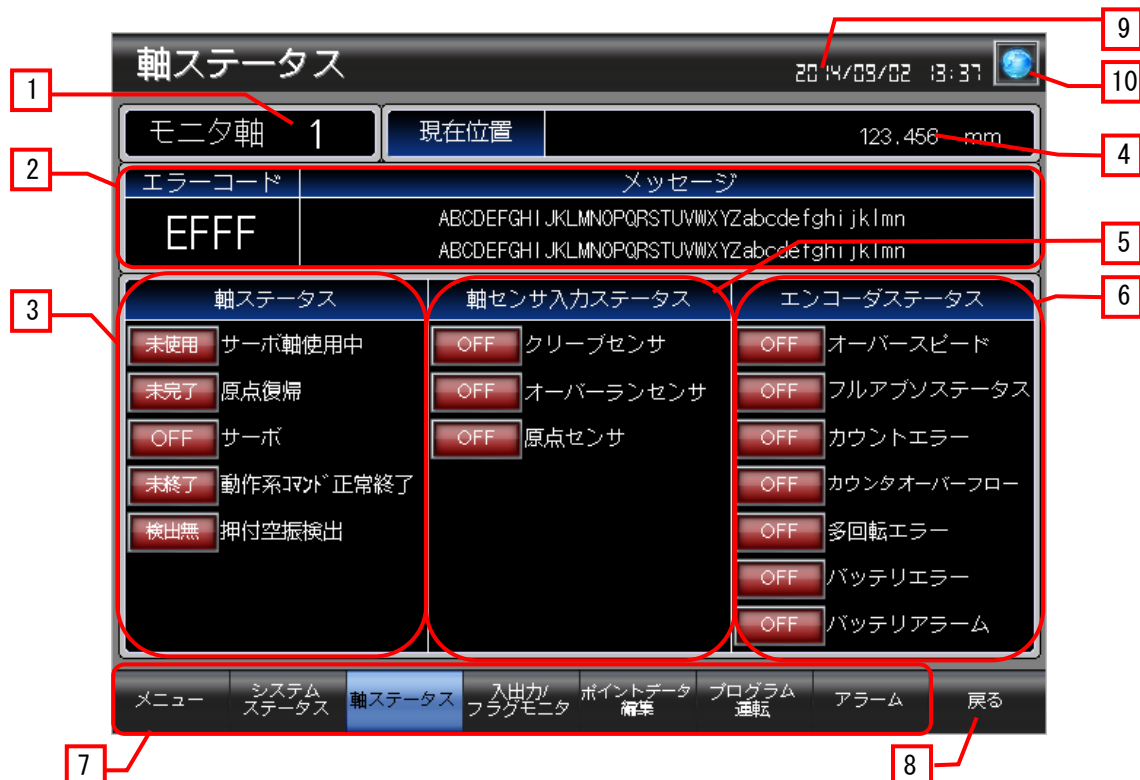 9
軸ステータス
2014/09/02 13:37
10
1
モニタ軸 1
現在位置
123.456 mm
4
2
エラーコード
メッセージ
EFFF
ABCDEFGHIJKLMNOPQRSTUVWXYZabcdefghijklmn
ABCDEFGHIJKLMNOPQRSTUVWXYZabcdefghijklmn
5
3
軸ステータス
軸センサ入力ステータス
エンコーダステータス
6
未使用 サーボ軸使用中
OFF クリープセンサ
OFF オーバースピード
未完了 原点復帰
OFF オーバーランセンサ
OFF フルアブソステータス
OFF サーボ
OFF 原点センサ
OFF カウントエラー
未終了 動作系ｺﾏﾝﾄﾞ正常終了
OFF カウンタオーバーフロー
検出無 押付空振検出
OFF 多回転エラー
OFF バッテリエラー
OFF バッテリアラーム
メニュー
システム
ステータス
軸ステータス
入出力/
フラグモニタ
ポイントデータ
編集
プログラム
運転
アラーム
戻る
7
8